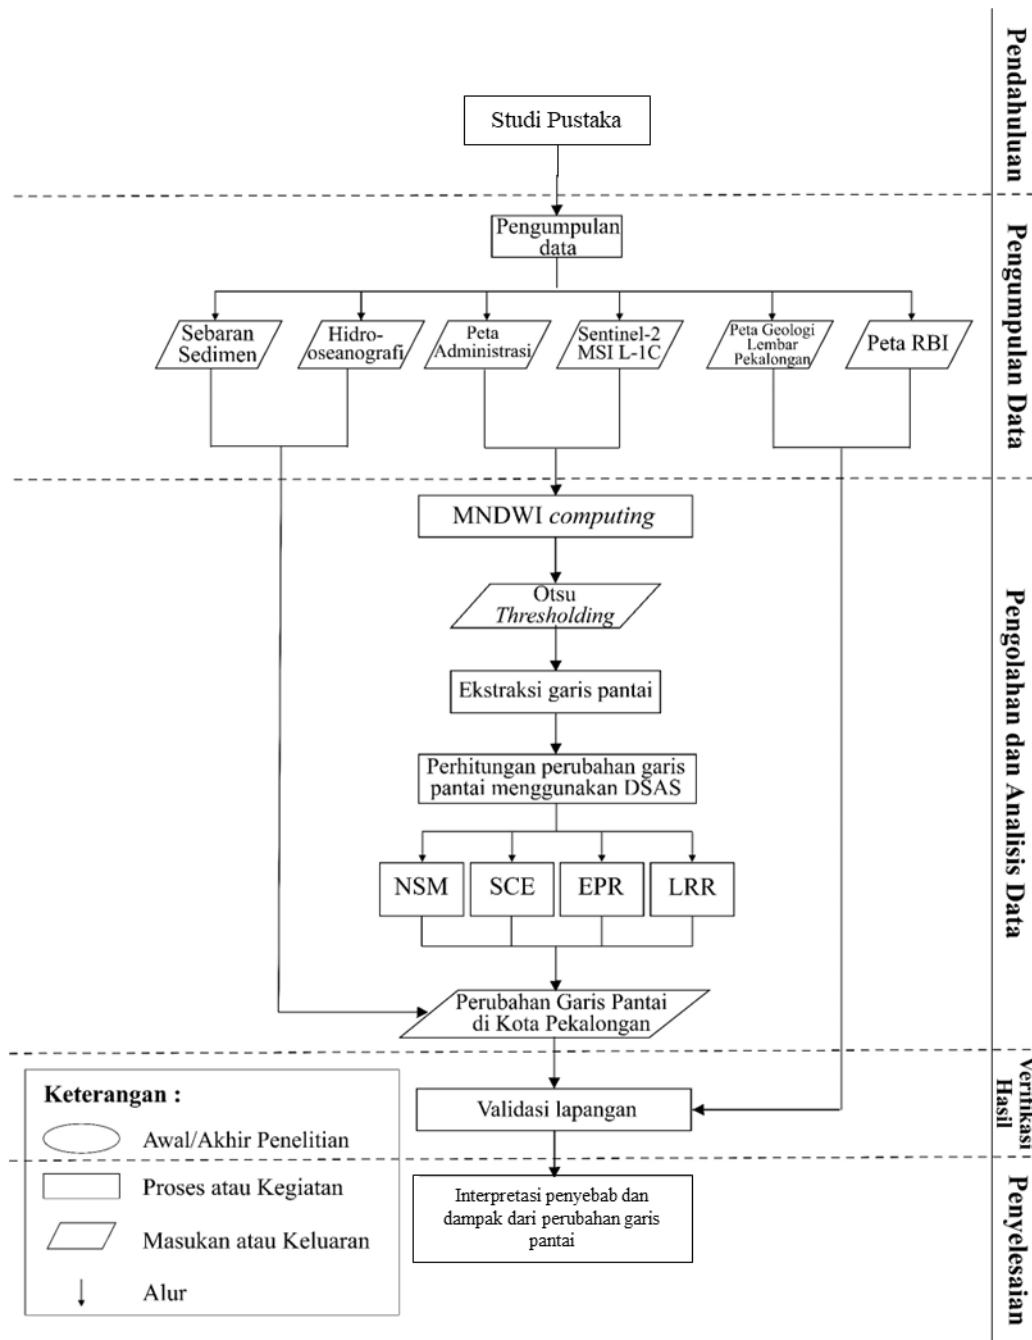 Pendahuluan
Studi Pustaka
Pengumpulan Data
Pengumpulan
data
Sebaran
Sedimen
Hidro-
oseanografi
Peta
Administrasi
Sentinel-2
MSI L-1C
Peta Geologi
Lembar
Pekalongan
Peta RBI
Pengolahan dan Analisis Data
MNDWI computing
Otsu
Thresholding
Ekstraksi garis pantai
Perhitungan perubahan garis
pantai menggunakan DSAS
NSM
SCE
EPR
LRR
Perubahan Garis Pantai
di Kota Pekalongan
Verifikasi
Hasil
Validasi lapangan
Penyelesaian
Interpretasi penyebab dan
dampak dari perubahan garis
pantai
Keterangan :
Awal/Akhir Penelitian
Proses atau Kegiatan
Masukan atau Keluaran
Alur